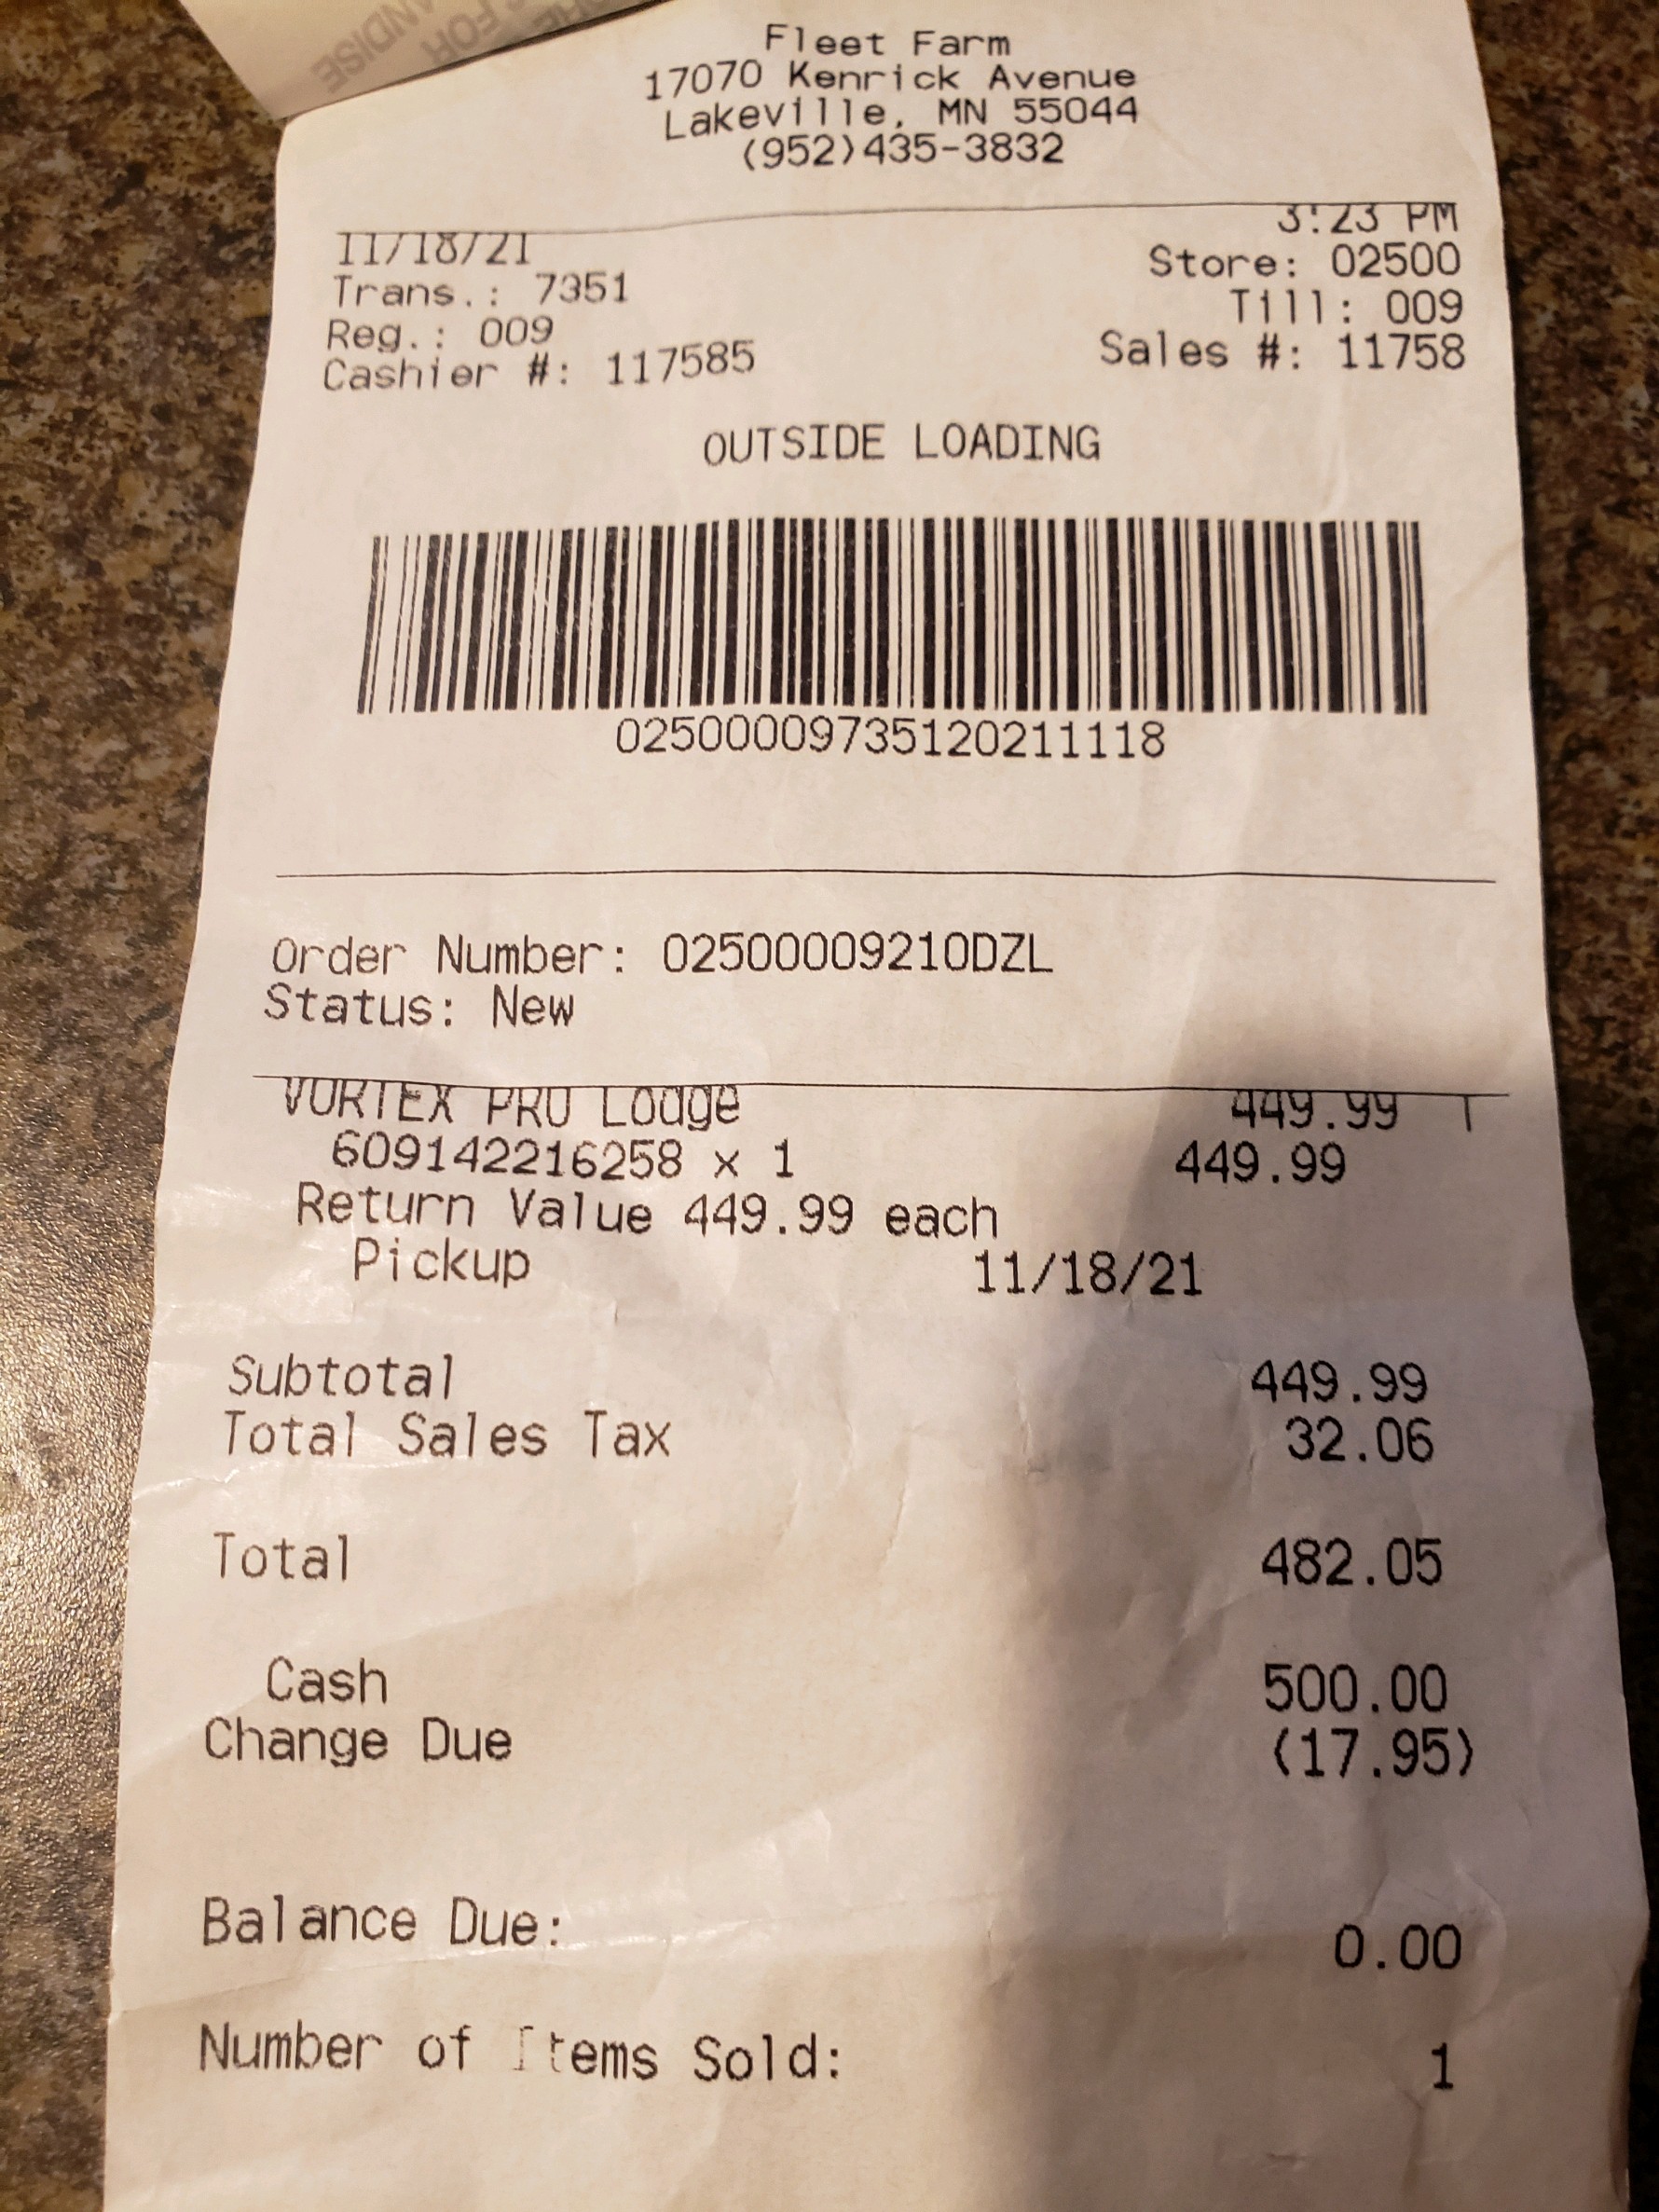 FOR
ANDISE
Fleet Farm
17070 Kenrick Avenue
Lakeville, MN 55044
(952)435-3832
11/18/21 3:23 PM
Trans.: 7351 Store: 02500
Reg.: 009 Till: 009
Cashier #: 117585 Sales #: 11758
OUTSIDE LOADING
02500009735120211118
Order Number: 02500009210DZL
Status: New
VORTEX PRO Lodge 449.99 T
609142216258 x 1 449.99
Return Value 449.99 each
Pickup 11/18/21
Subtotal 449.99
Total Sales Tax 32.06
Total 482.05
Cash 500.00
Change Due (17.95)
Balance Due: 0.00
Number of Items Sold: 1